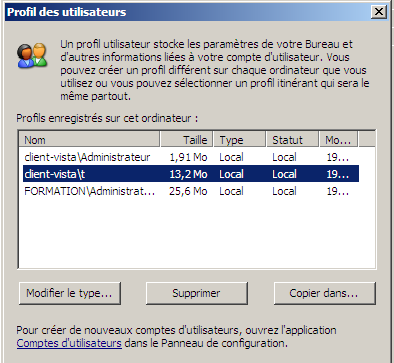 Profil des utilisateurs
Un profil utilisateur stocke les paramètres de votre Bureau et
d'autres informations liées à votre compte d'utilisateur. Vous
pouvez créer un profil différent sur chaque ordinateur que vous
utilisez ou vous pouvez sélectionner un profil itinérant qui sera le
même partout.
Profils enregistrés sur cet ordinateur :
Nom Taille Type Statut Mo...
client-vista\Administrateur 1,91 Mo Local Local 19...
client-vista\t 13,2 Mo Local Local 19...
FORMATION\Administrat... 25,6 Mo Local Local 19...
Modifier le type... Supprimer Copier dans...
Pour créer de nouveaux comptes d'utilisateurs, ouvrez l'application
Comptes d'utilisateurs dans le Panneau de configuration.